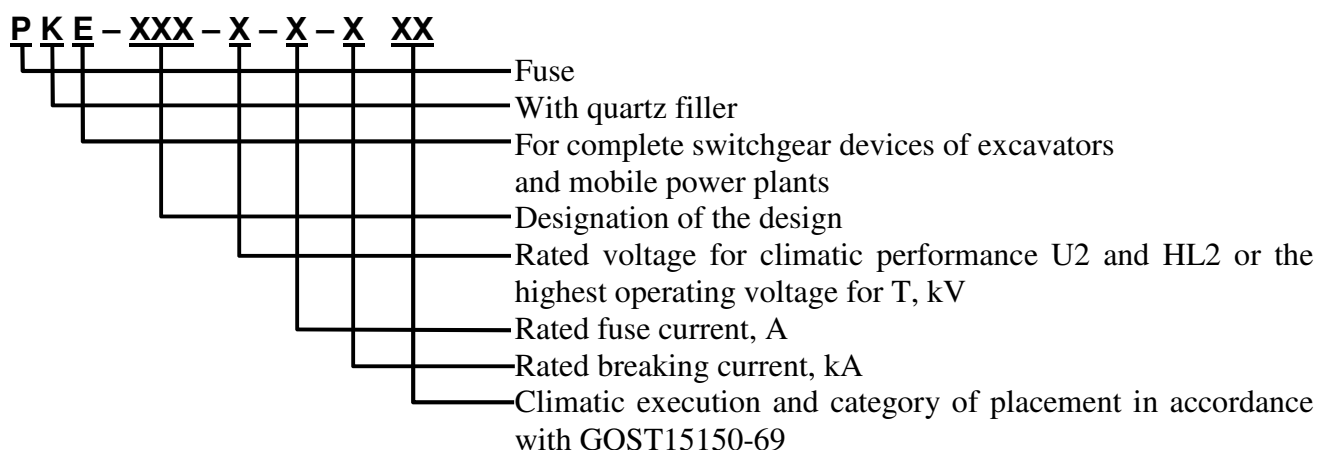 P K E – XXX – X – X – X XX
Fuse
With quartz filler
For complete switchgear devices of excavators
and mobile power plants
Designation of the design
Rated voltage for climatic performance U2 and HL2 or the
highest operating voltage for T, kV
Rated fuse current, A
Rated breaking current, kA
Climatic execution and category of placement in accordance
with GOST15150-69